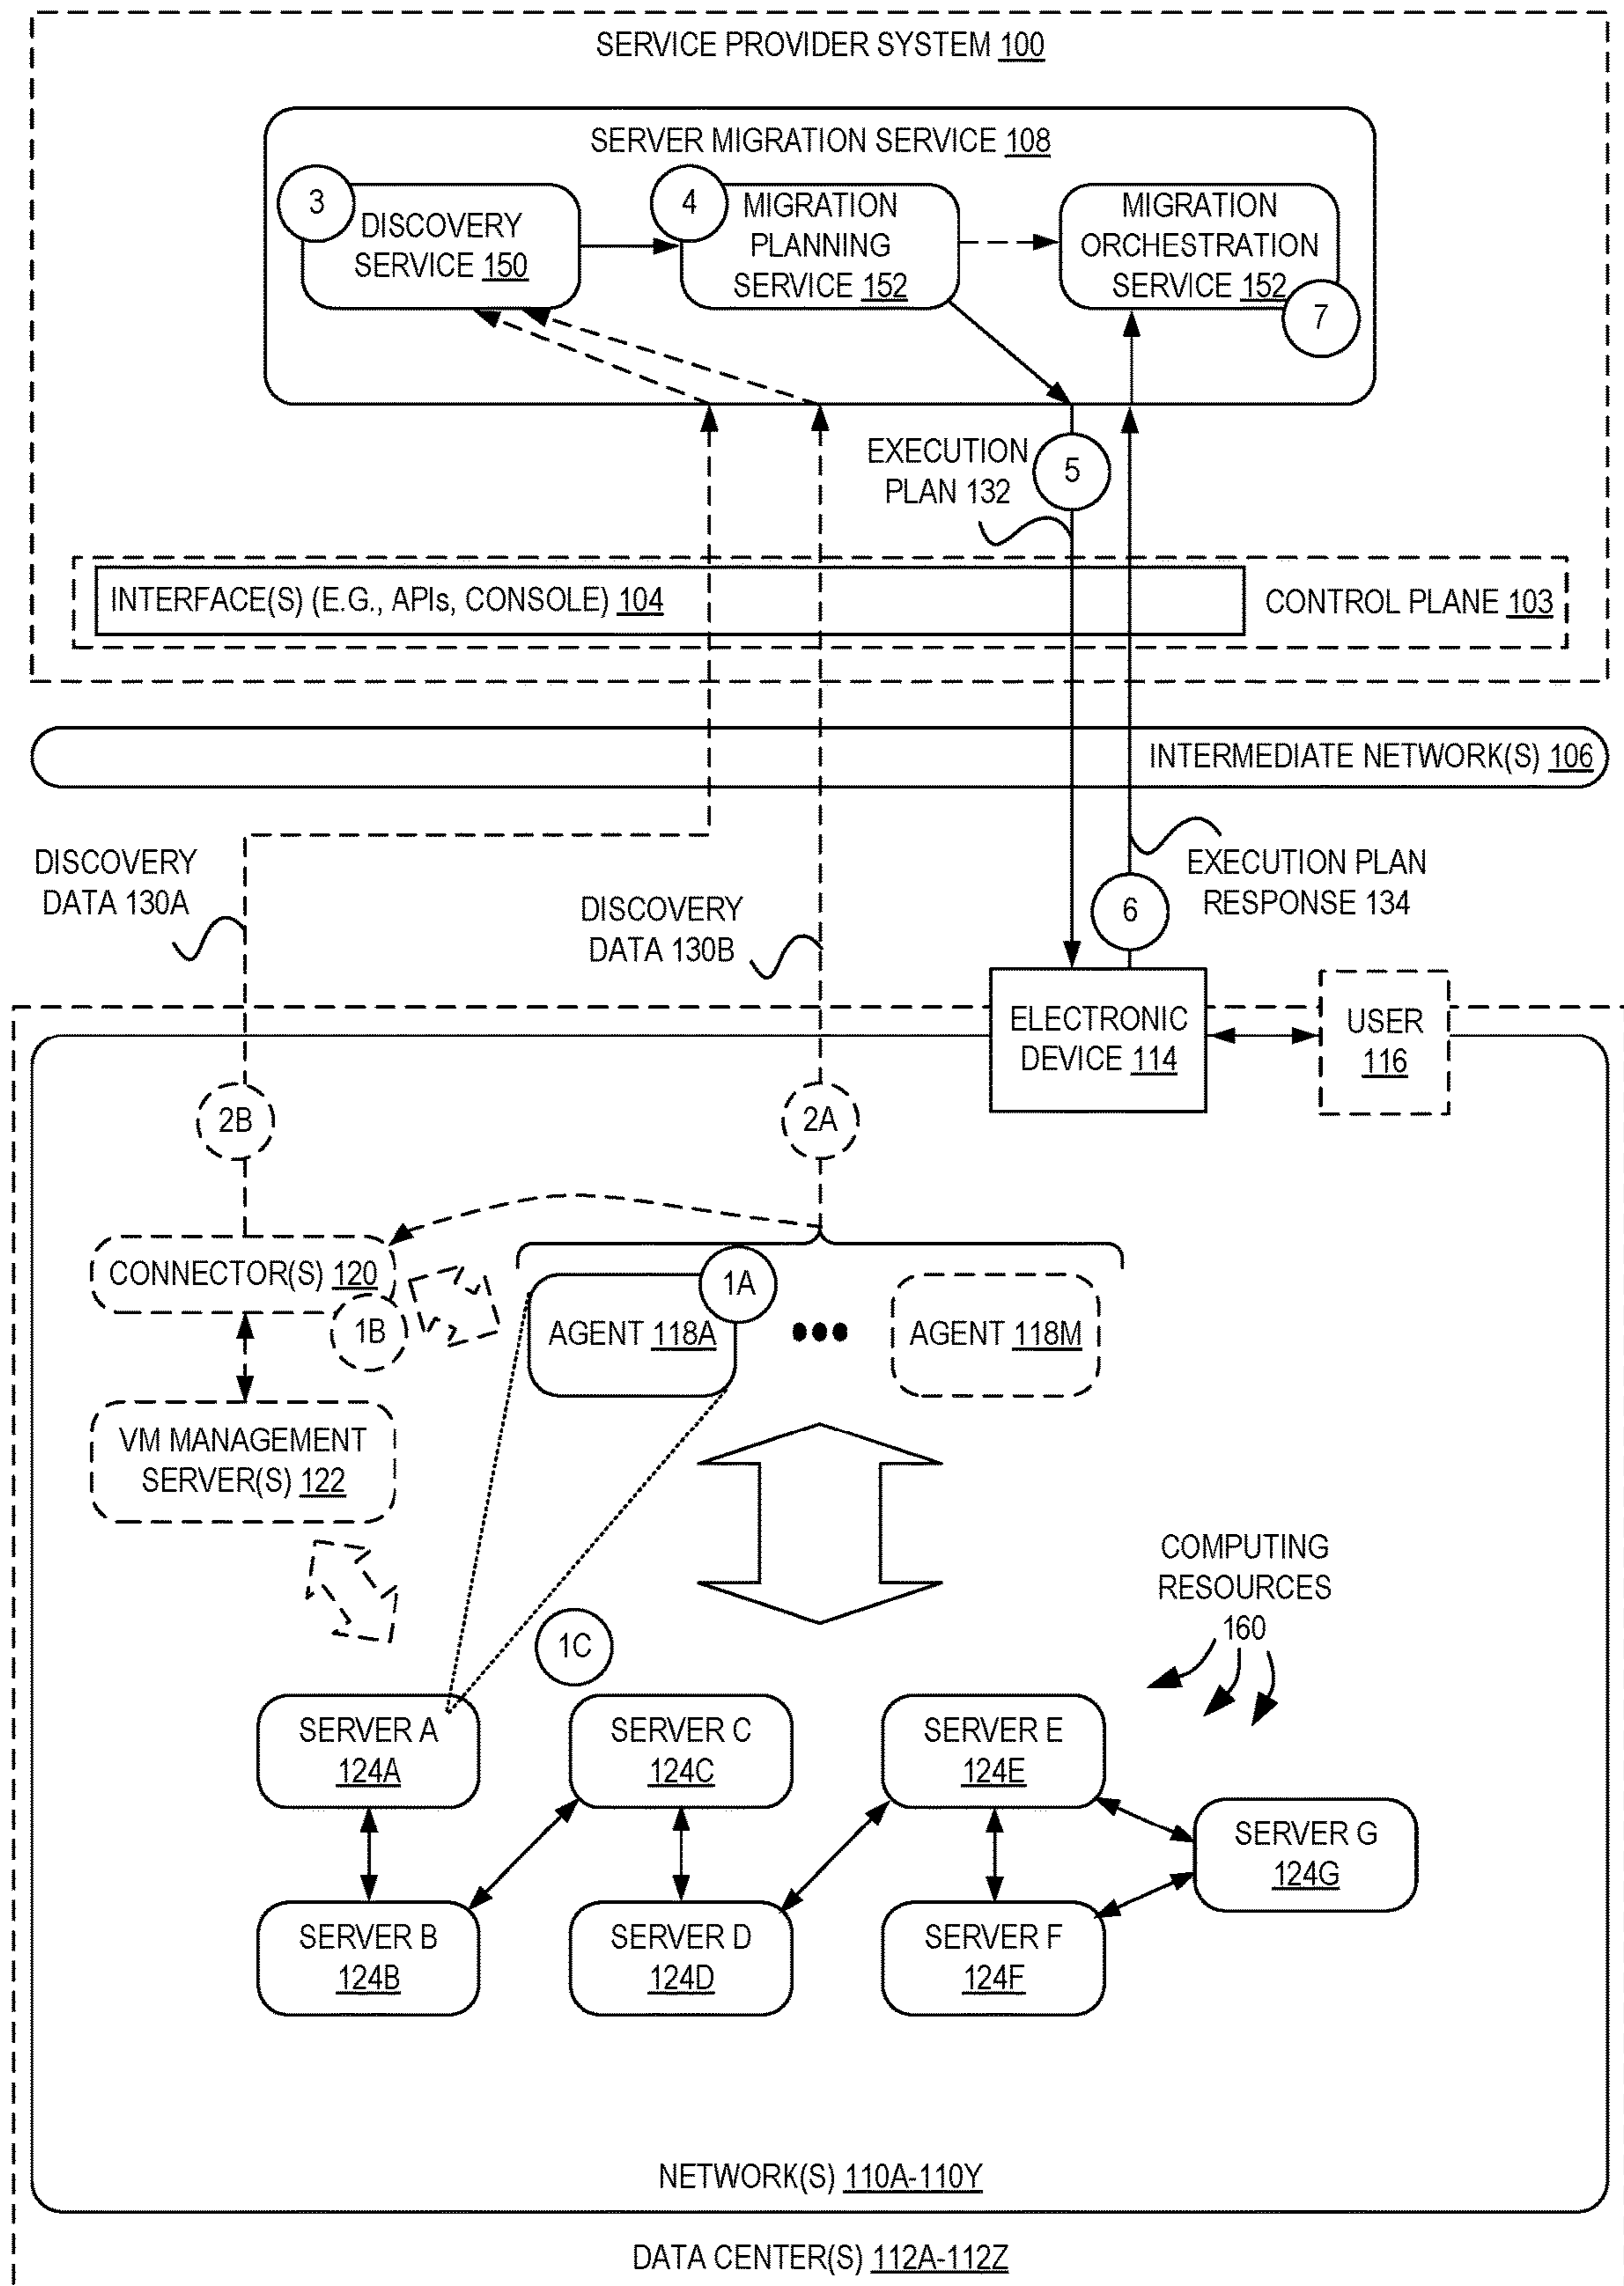 SERVICE PROVIDER SYSTEM 100
SERVER MIGRATION SERVICE 108
3
DISCOVERY
SERVICE 150
4
MIGRATION
PLANNING
SERVICE 152
MIGRATION
ORCHESTRATION
SERVICE 152
7
EXECUTION
PLAN 132
5
INTERFACE(S) (E.G., APIs, CONSOLE) 104
CONTROL PLANE 103
INTERMEDIATE NETWORK(S) 106
DISCOVERY
DATA 130A
DISCOVERY
DATA 130B
EXECUTION PLAN
RESPONSE 134
6
ELECTRONIC
DEVICE 114
USER
116
2B
2A
CONNECTOR(S) 120
1B
1A
AGENT 118A
AGENT 118M
VM MANAGEMENT
SERVER(S) 122
COMPUTING
RESOURCES
160
1C
SERVER A
124A
SERVER C
124C
SERVER E
124E
SERVER G
124G
SERVER B
124B
SERVER D
124D
SERVER F
124F
NETWORK(S) 110A-110Y
DATA CENTER(S) 112A-112Z